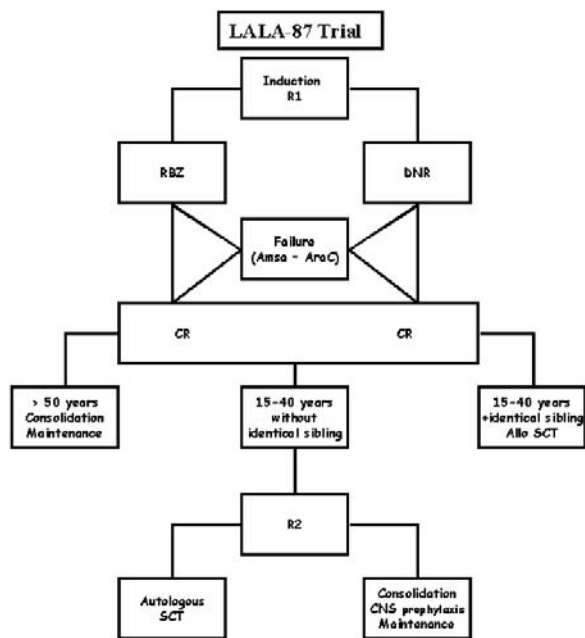 LALA-87 Trial
Induction
R1
RBZ
DNR
Failure
(Amsa - AraC)
CR
CR
> 50 years
Consolidation
Maintenance
15-40 years
without
identical sibling
15-40 years
+identical sibling
Allo SCT
R2
Autologous
SCT
Consolidation
CNS prophylaxis
Maintenance